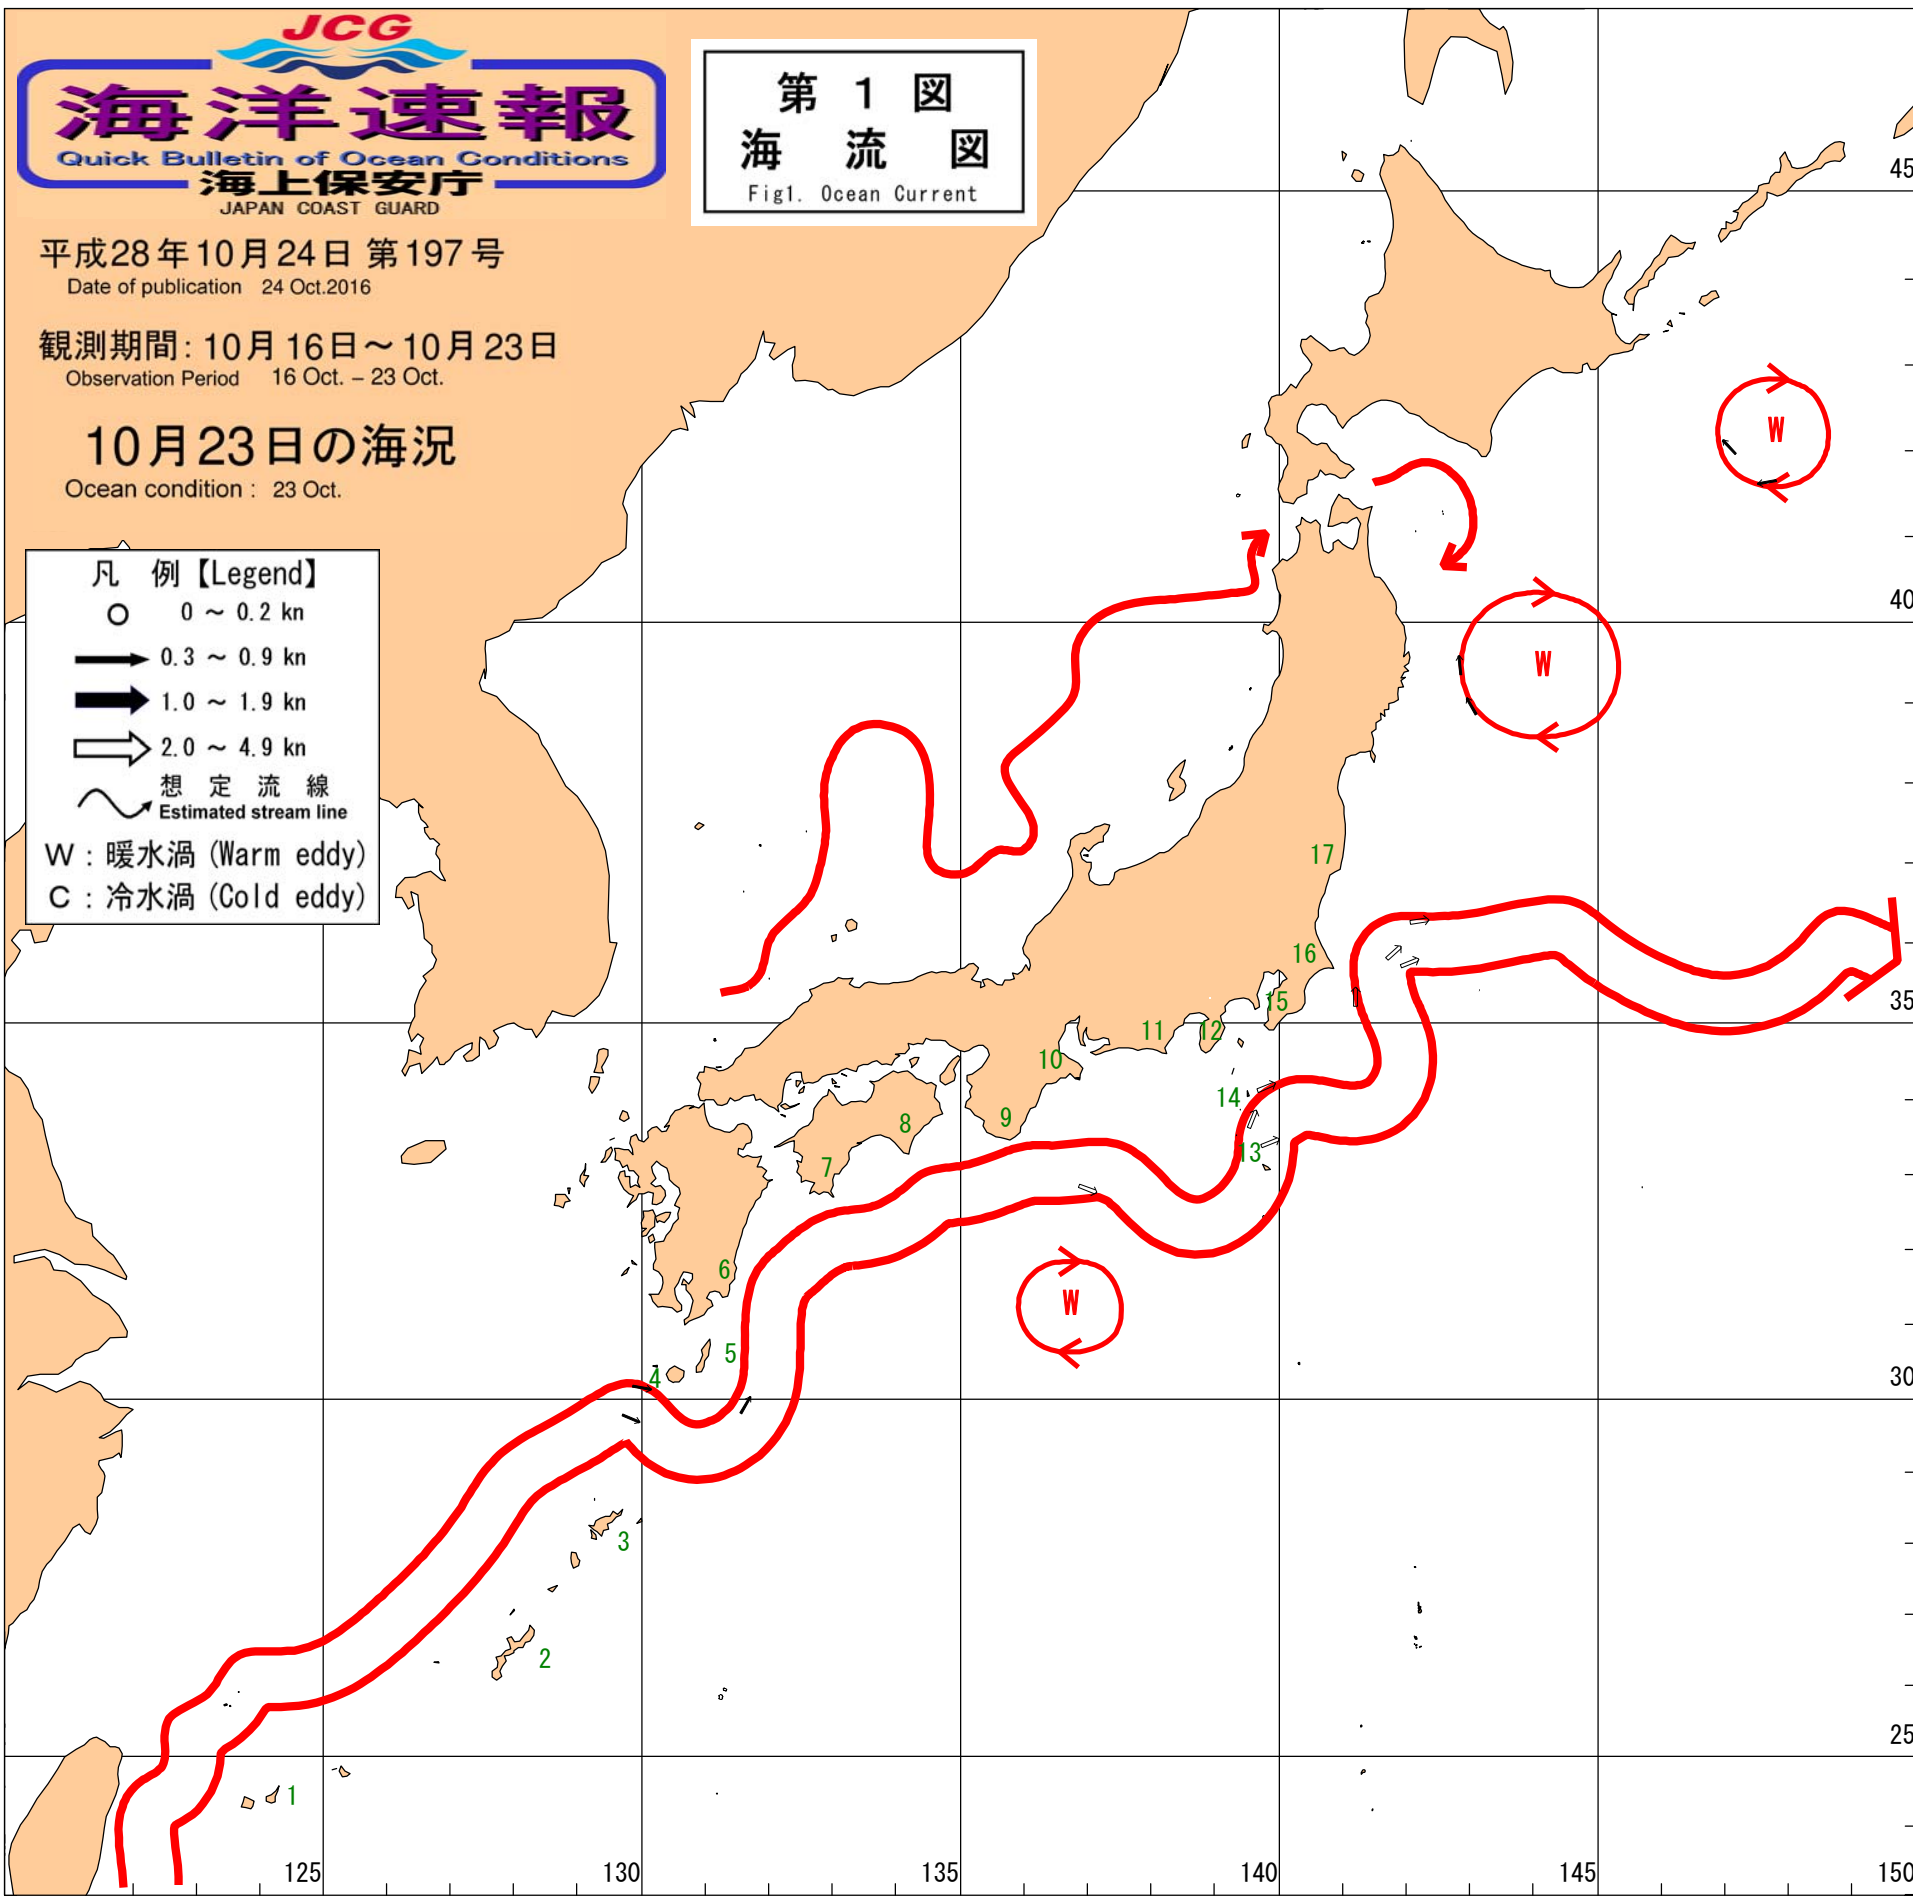 JCG
海洋速報
Quick Bulletin of Ocean Conditions
海上保安庁
JAPAN COAST GUARD
第 1 図
海 流 図
Fig1. Ocean Current
平成28年10月24日 第197号
Date of publication 24 Oct.2016
観測期間: 10月16日～10月23日
Observation Period 16 Oct. – 23 Oct.
10月23日の海況
Ocean condition : 23 Oct.
凡 例【Legend】
0 ～ 0.2 kn
0.3 ～ 0.9 kn
1.0 ～ 1.9 kn
2.0 ～ 4.9 kn
想 定 流 線
Estimated stream line
W : 暖水渦 (Warm eddy)
C : 冷水渦 (Cold eddy)
45
W
40
W
17
16
35
15
12
11
10
14
9
8
13
7
6
W
5
4
30
3
2
25
1
125
130
135
140
145
150